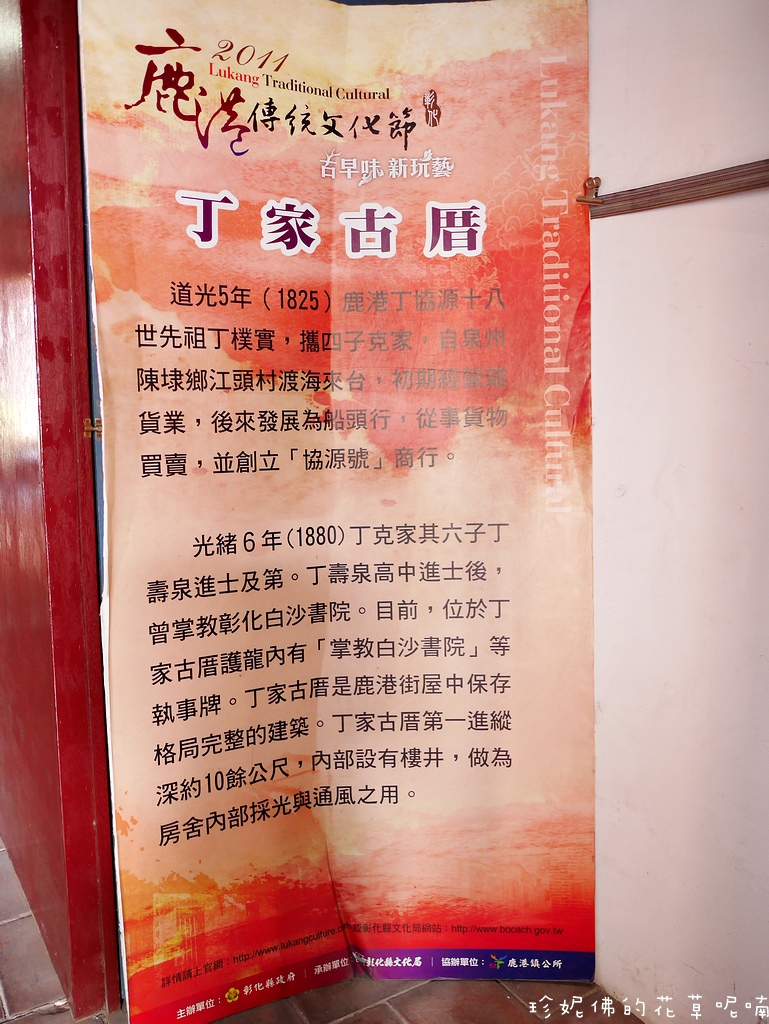 2011
Lukang Traditional Cultural
鹿港傳統文化節
彰化
古早味 新玩藝
Lukang Traditional Cultural
丁家古厝
道光5年（1825）鹿港丁協源十八
世先祖丁樸實，攜四子克家，自泉州
陳埭鄉江頭村渡海來台，初期經營雜
貨業，後來發展為船頭行，從事貨物
買賣，並創立「協源號」商行。
光緒6年(1880)丁克家其六子丁
壽泉進士及第。丁壽泉高中進士後，
曾掌教彰化白沙書院。目前，位於丁
家古厝護龍內有「掌教白沙書院」等
執事牌。丁家古厝是鹿港街屋中保存
格局完整的建築。丁家古厝第一進縱
深約10餘公尺，內部設有樓井，做為
房舍內部採光與通風之用。
詳情請上官網：http://www.lukangculture.c 彰化縣文化局網站：http://www.bocach.gov.tw
主辦單位： 彰化縣政府 | 承辦單位 彰化縣文化局 | 協辦單位： 鹿港鎮公所
珍妮佛的花草呢喃